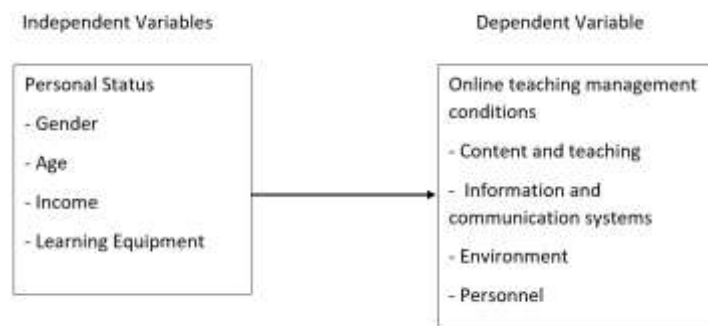 Independent Variables
Dependent Variable
Personal Status
- Gender
- Age
- Income
- Learning Equipment
Online teaching management
conditions
- Content and teaching
- Information and
communication systems
- Environment
- Personnel